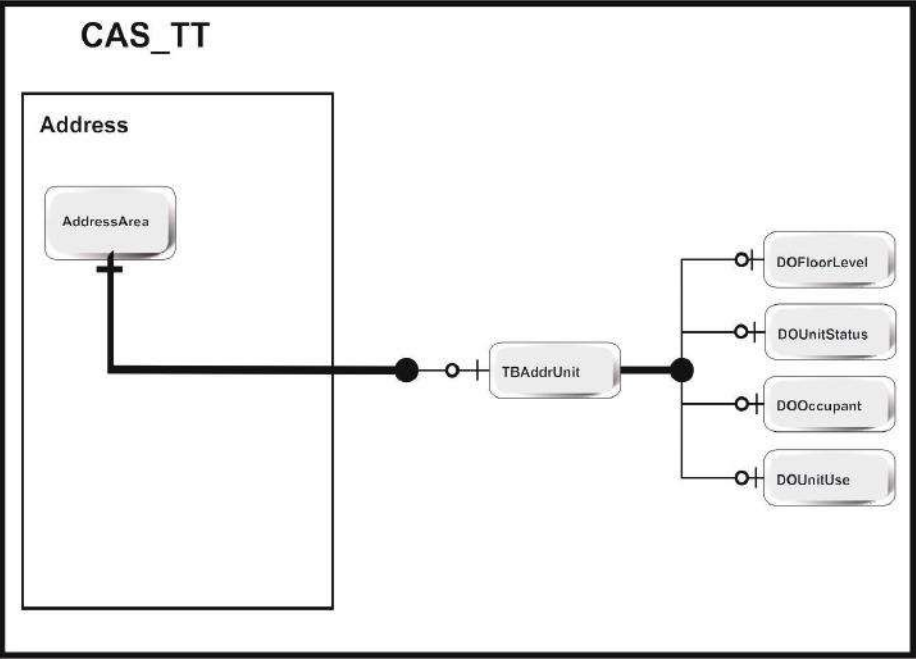 CAS_TT
Address
AddressArea
TBAddrUnit
DOFloorLevel
DOUnitStatus
DOOccupant
DOUnitUse